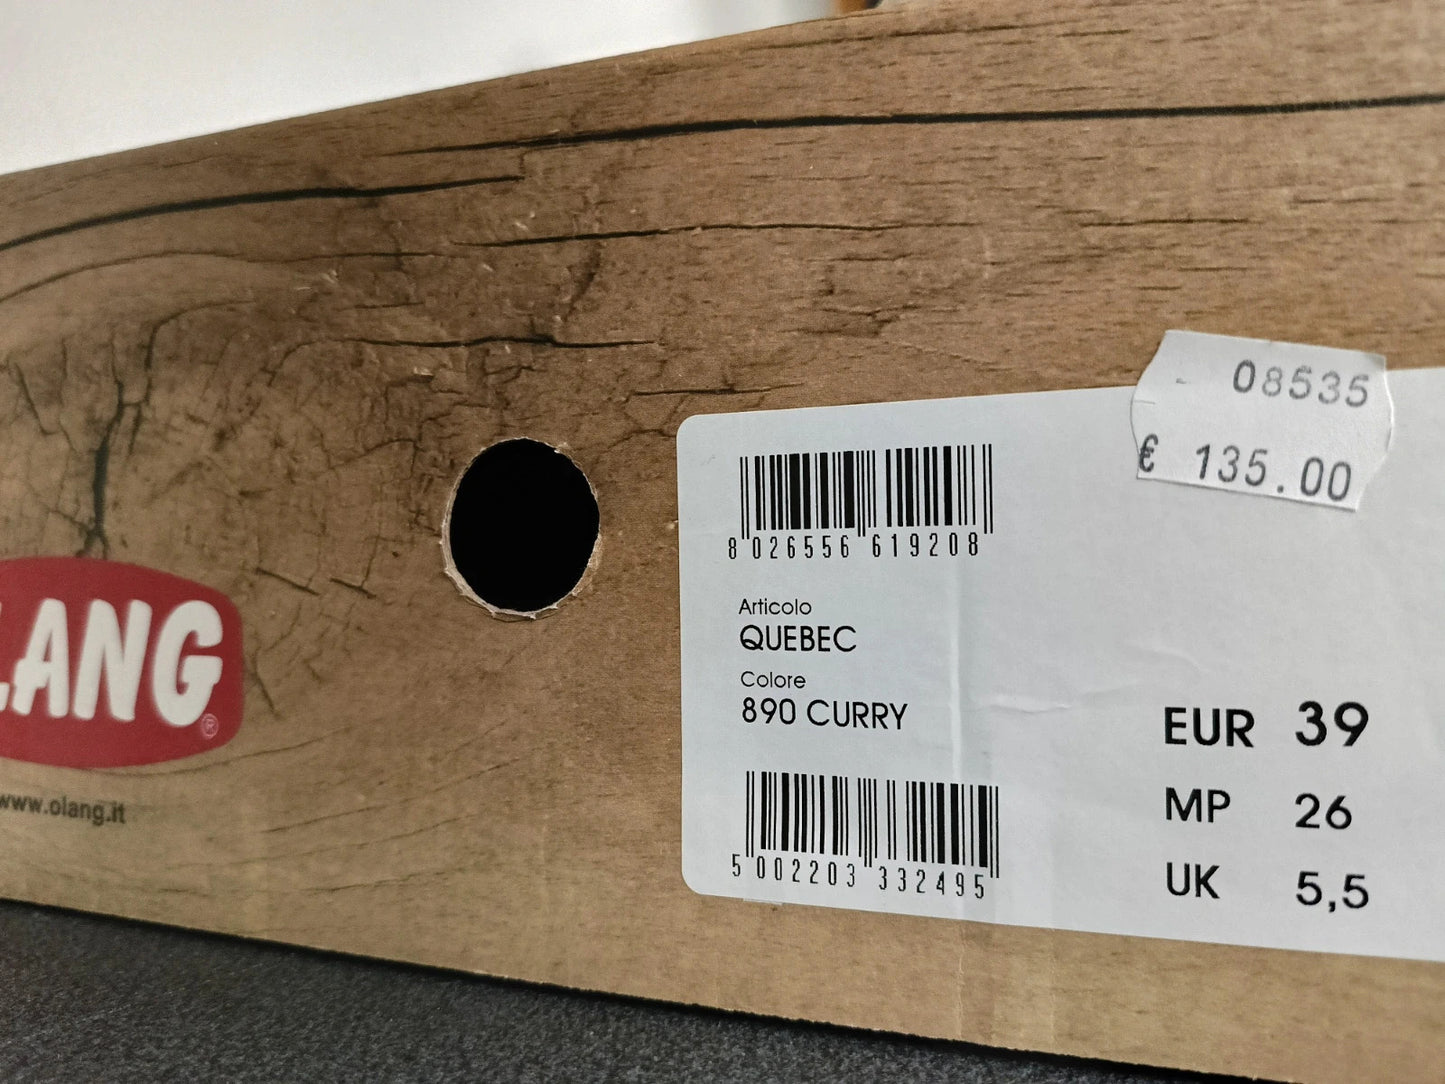 08535
€ 135.00
8 026556 619208
Articolo
QUEBEC
Colore
890 CURRY
5 002203 332495
EUR 39
MP 26
UK 5,5
LANG®
www.olang.it